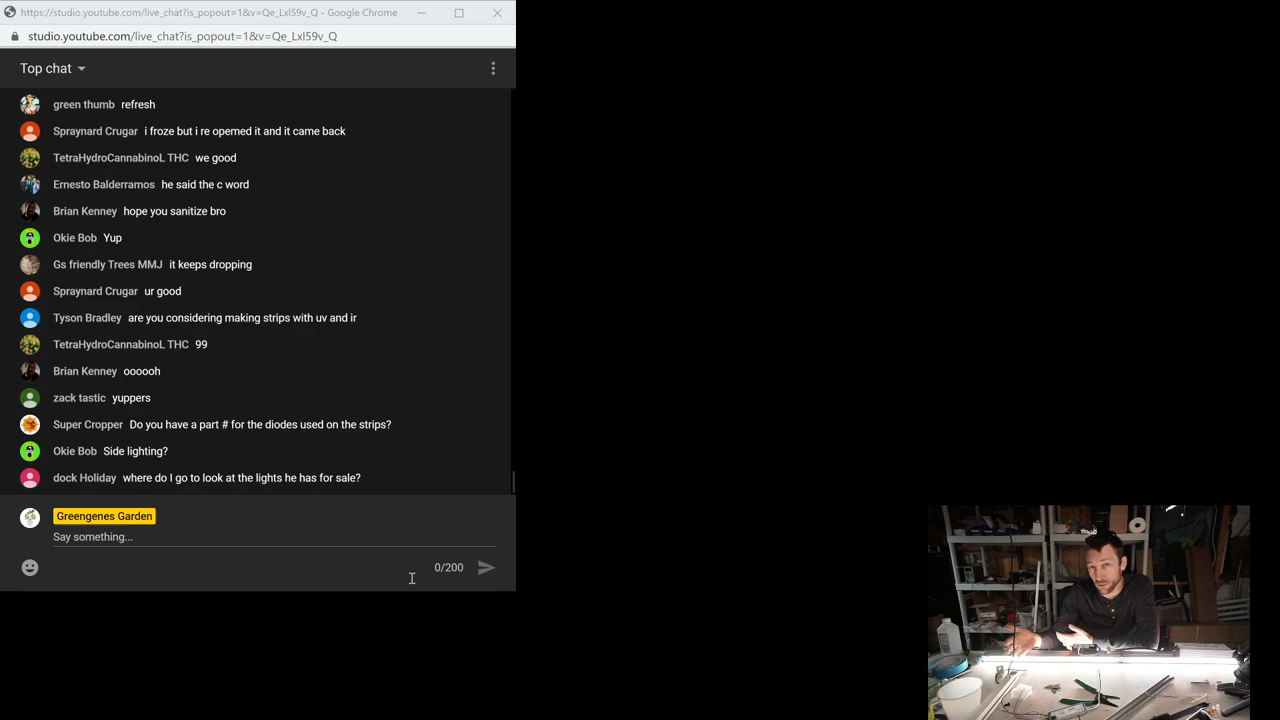 https://studio.youtube.com/live_chat?is_popout=1&v=Qe_Lxl59v_Q - Google Chrome
studio.youtube.com/live_chat?is_popout=1&v=Qe_Lxl59v_Q
Top chat
green thumb refresh
Spraynard Crugar i froze but i re opemed it and it came back
TetraHydroCannabinoL THC we good
Ernesto Balderramos he said the c word
Brian Kenney hope you sanitize bro
Okie Bob Yup
Gs friendly Trees MMJ it keeps dropping
Spraynard Crugar ur good
Tyson Bradley are you considering making strips with uv and ir
TetraHydroCannabinoL THC 99
Brian Kenney oooooh
zack tastic yuppers
Super Cropper Do you have a part # for the diodes used on the strips?
Okie Bob Side lighting?
dock Holiday where do I go to look at the lights he has for sale?
Greengenes Garden
Say something...
0/200